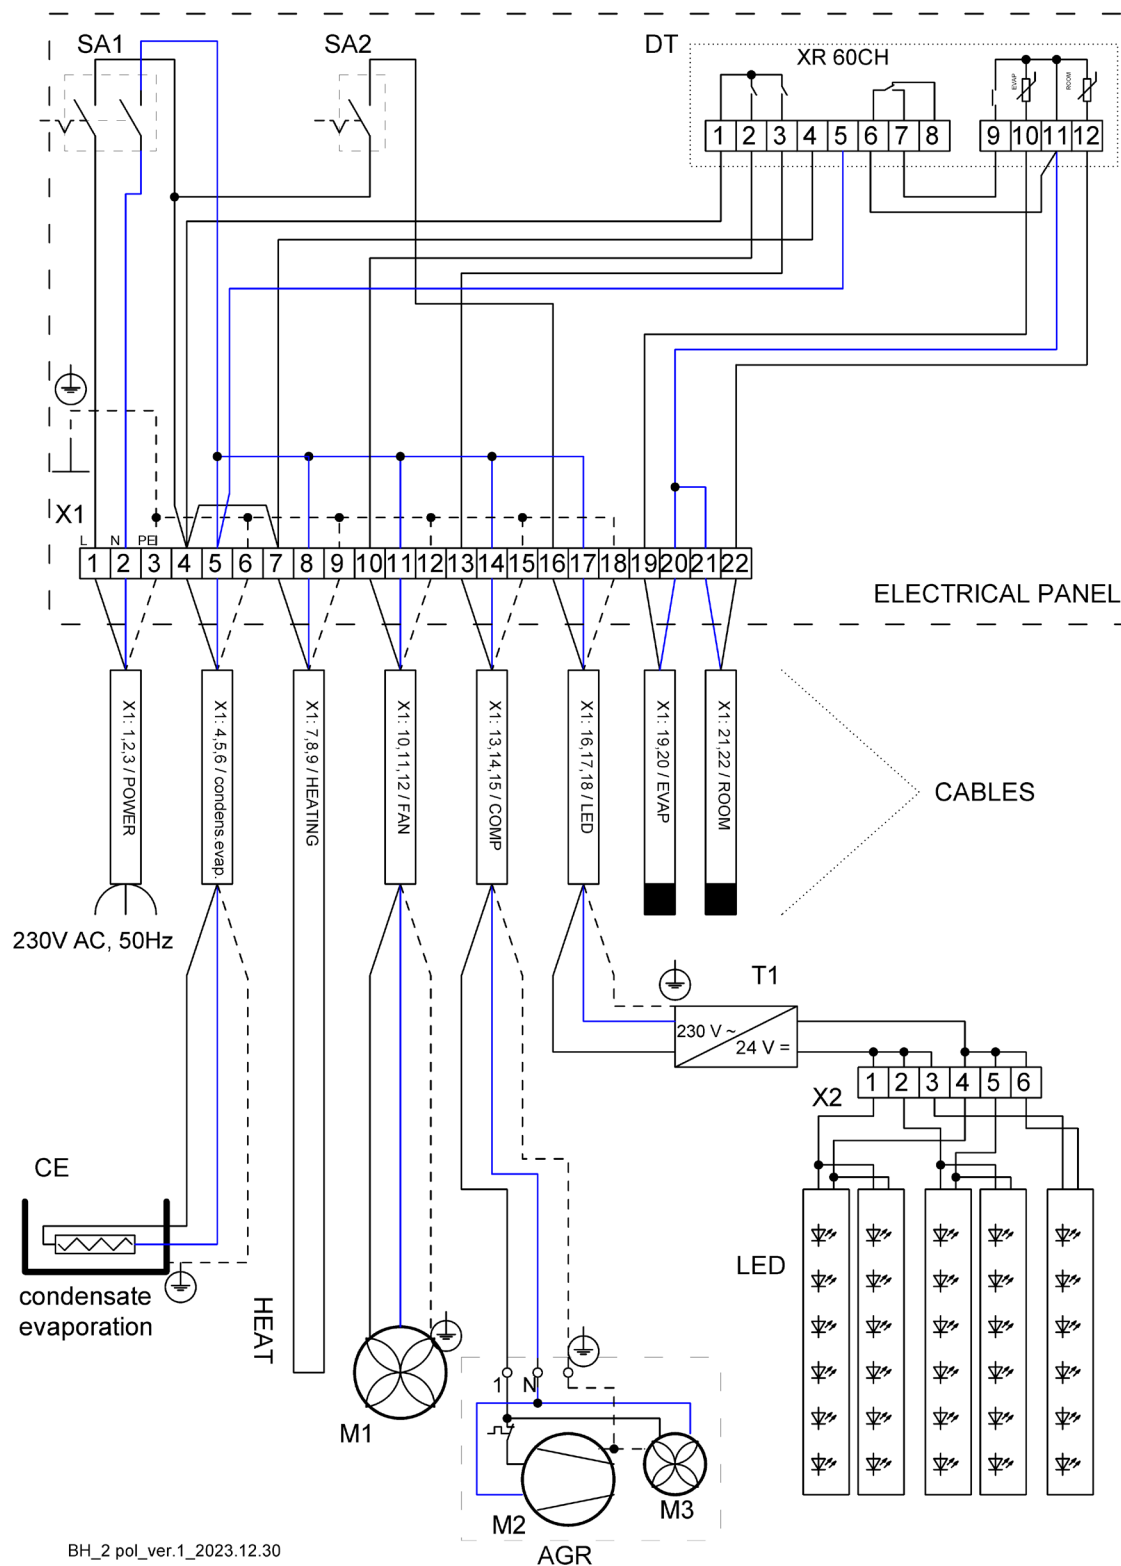 SA1
SA2
DT
XR 60CH
EVAP
ROOM
1 2 3 4 5 6 7 8
9 10 11 12
X1
L N PE
1 2 3 4 5 6 7 8 9 10 11 12 13 14 15 16 17 18 19 20 21 22
ELECTRICAL PANEL
X1: 1,2,3 / POWER
X1: 4,5,6 / condens.evap.
X1: 7,8,9 / HEATING
X1: 10,11,12 / FAN
X1: 13,14,15 / COMP
X1: 16,17,18 / LED
X1: 19,20 / EVAP
X1: 21,22 / ROOM
CABLES
230V AC, 50Hz
T1
230 V ~
24 V =
X2
1 2 3 4 5 6
CE
LED
condensate
evaporation
HEAT
1 N
M1
M2
M3
AGR
BH_2 pol_ver.1_2023.12.30